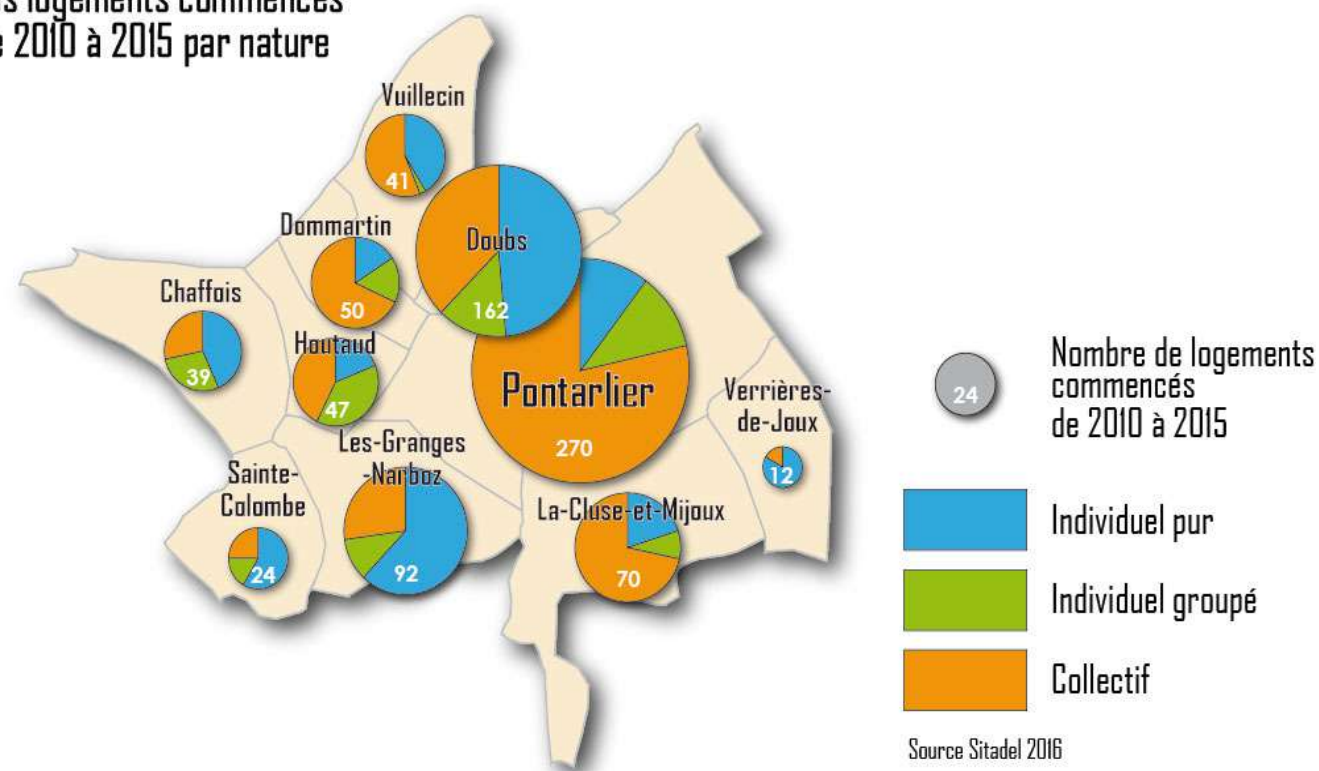 logements commencés
2010 à 2015 par nature
Vuillecin
41
Dommartin
50
Doubs
162
Chaffois
39
Houtaud
47
Pontarlier
270
Verrières-
de-Joux
12
Les-Granges
-Narboz
92
Sainte-
Colombe
24
La-Cluse-et-Mijoux
70
24
Nombre de logements
commencés
de 2010 à 2015
Individuel pur
Individuel groupé
Collectif
Source Sitadel 2016